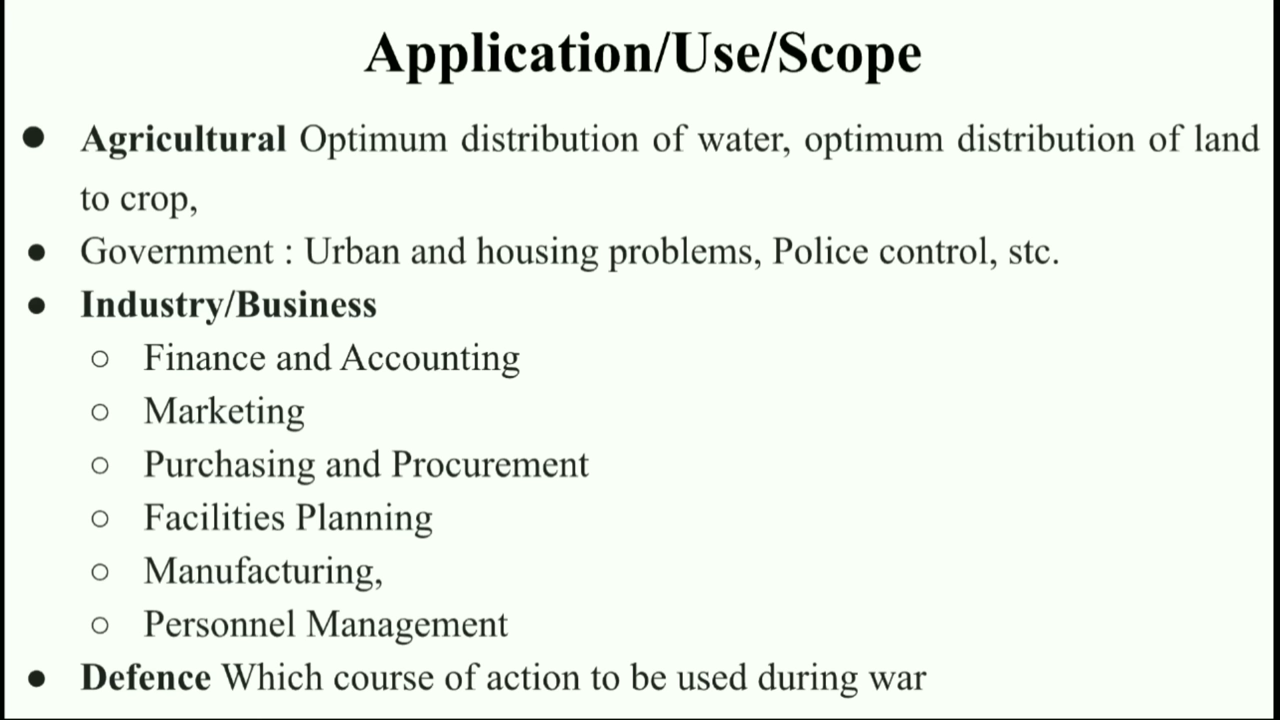 Application/Use/Scope
● Agricultural Optimum distribution of water, optimum distribution of land
to crop,
● Government : Urban and housing problems, Police control, stc.
● Industry/Business
○ Finance and Accounting
○ Marketing
○ Purchasing and Procurement
○ Facilities Planning
○ Manufacturing,
○ Personnel Management
● Defence Which course of action to be used during war